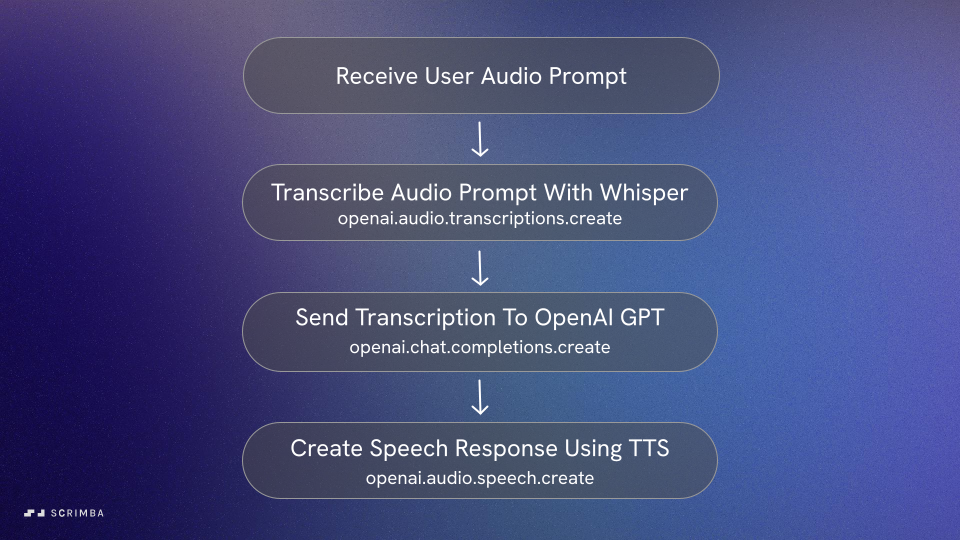 Receive User Audio Prompt
Transcribe Audio Prompt With Whisper
openai.audio.transcriptions.create
Send Transcription To OpenAI GPT
openai.chat.completions.create
Create Speech Response Using TTS
openai.audio.speech.create
SCRIMBA